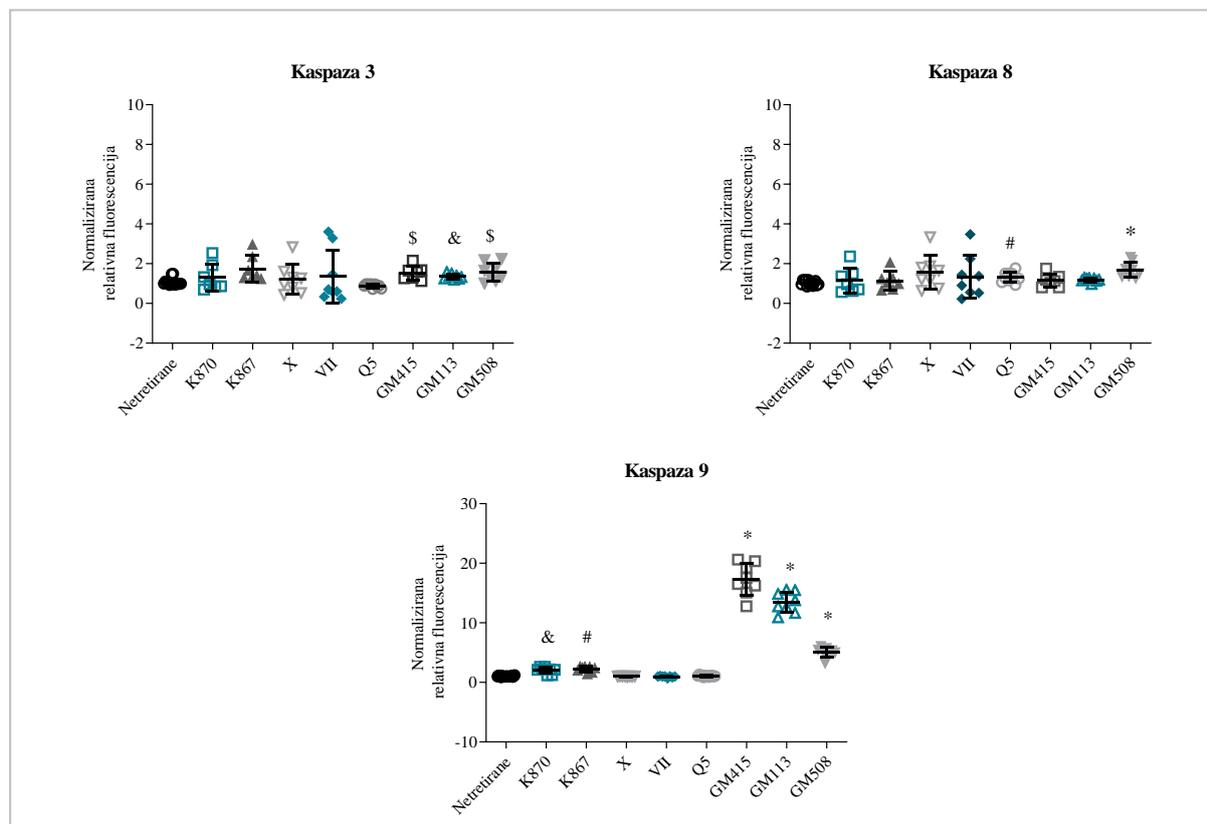 Kaspaza 3
Normalizirana
relativna fluorescencija
10
8
6
4
2
0
-2
$
&
$
Netretirane
K870
K867
X
VII
Q5
GM415
GM113
GM508
Kaspaza 8
Normalizirana
relativna fluorescencija
10
8
6
4
2
0
-2
#
*
Netretirane
K870
K867
X
VII
Q5
GM415
GM113
GM508
Kaspaza 9
Normalizirana
relativna fluorescencija
30
20
10
0
-10
&
#
*
*
*
Netretirane
K870
K867
X
VII
Q5
GM415
GM113
GM508